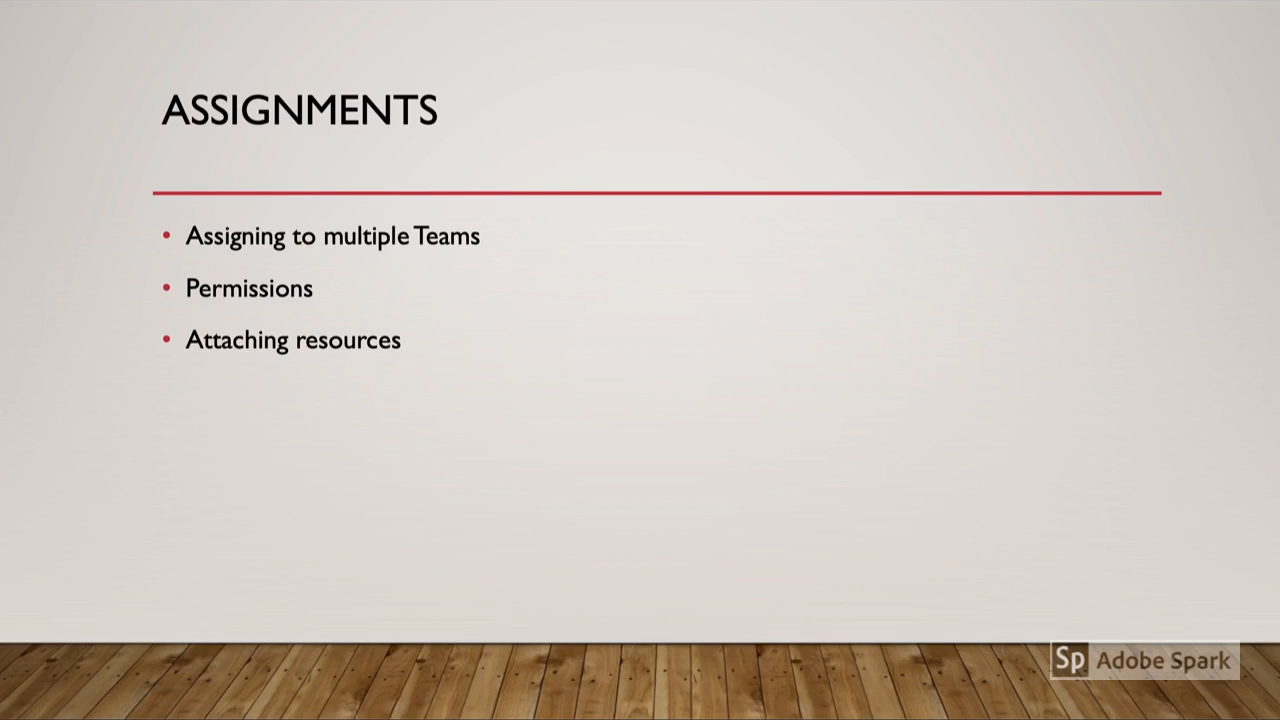 ASSIGNMENTS
• Assigning to multiple Teams
• Permissions
• Attaching resources
Sp Adobe Spark